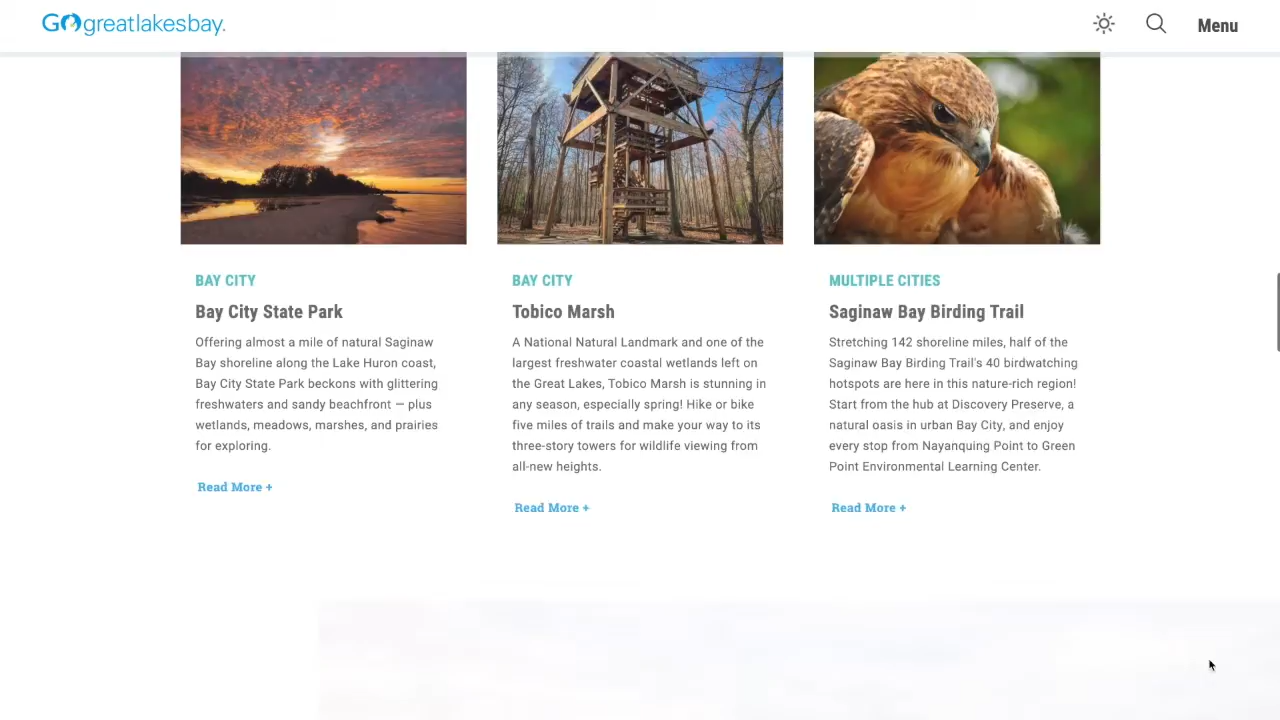 GOgreatlakesbay.
Menu
BAY CITY
Bay City State Park
Offering almost a mile of natural Saginaw
Bay shoreline along the Lake Huron coast,
Bay City State Park beckons with glittering
freshwaters and sandy beachfront — plus
wetlands, meadows, marshes, and prairies
for exploring.
Read More +
BAY CITY
Tobico Marsh
A National Natural Landmark and one of the
largest freshwater coastal wetlands left on
the Great Lakes, Tobico Marsh is stunning in
any season, especially spring! Hike or bike
five miles of trails and make your way to its
three-story towers for wildlife viewing from
all-new heights.
Read More +
MULTIPLE CITIES
Saginaw Bay Birding Trail
Stretching 142 shoreline miles, half of the
Saginaw Bay Birding Trail's 40 birdwatching
hotspots are here in this nature-rich region!
Start from the hub at Discovery Preserve, a
natural oasis in urban Bay City, and enjoy
every stop from Nayanquing Point to Green
Point Environmental Learning Center.
Read More +